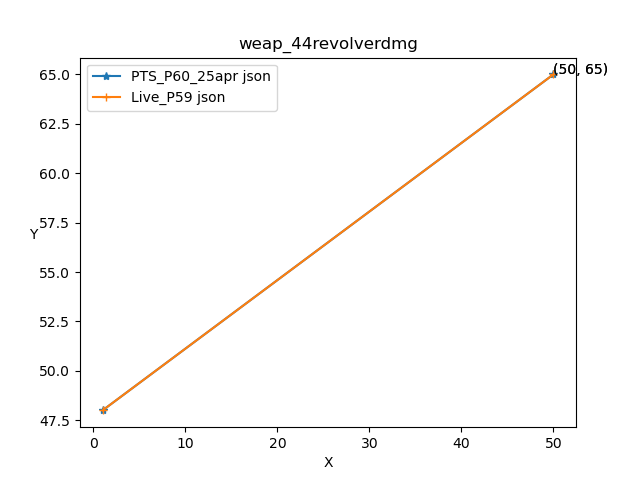 weap_44revolverdmg
PTS_P60_25apr json
Live_P59 json
(50, 65)
65.0
62.5
60.0
57.5
55.0
52.5
50.0
47.5
Y
0 10 20 30 40 50
X